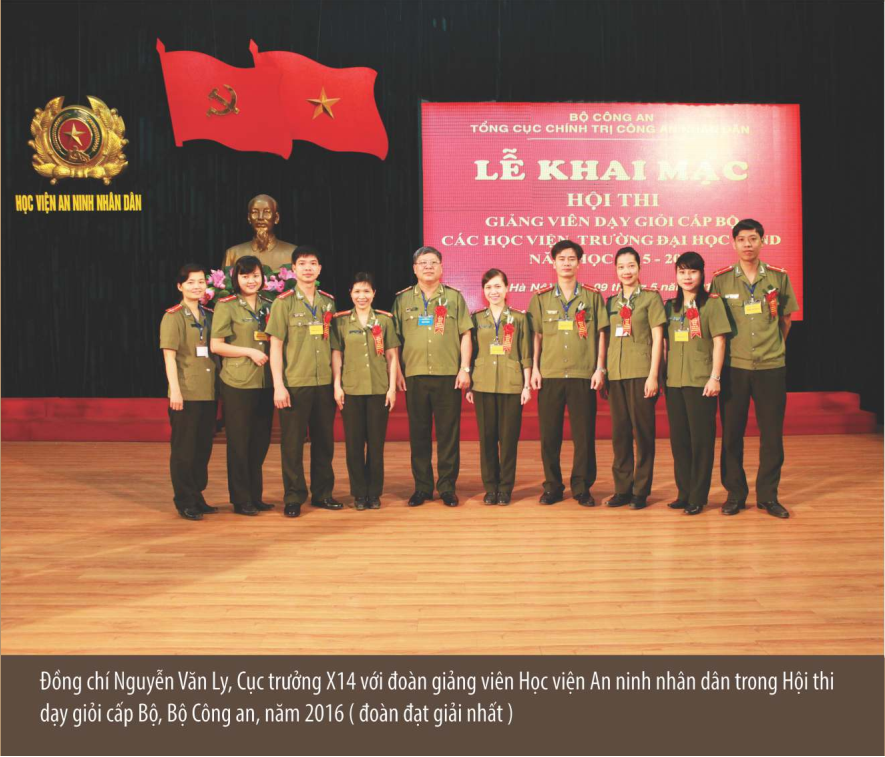 HỌC VIỆN AN NINH NHÂN DÂN
BỘ CÔNG AN
TỔNG CỤC CHÍNH TRỊ CÔNG AN NHÂN DÂN
LỄ KHAI MẠC
HỘI THI
GIẢNG VIÊN DẠY GIỎI CẤP BỘ
CÁC HỌC VIỆN, TRƯỜNG ĐẠI HỌC
HỌC
Hà
Đồng chí Nguyễn Văn Ly, Cục trưởng X14 với đoàn giảng viên Học viện An ninh nhân dân trong Hội thi
dạy giỏi cấp Bộ, Bộ Công an, năm 2016 ( đoàn đạt giải nhất )